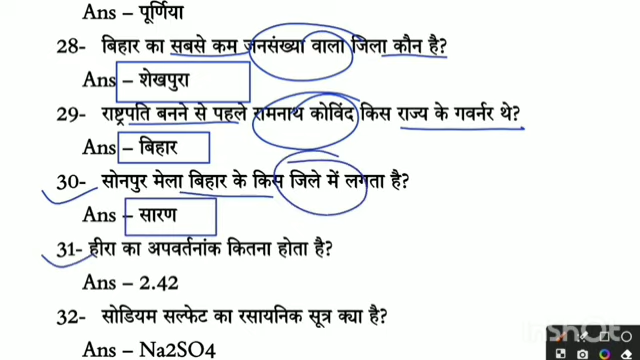 Ans – पूर्णिया
28- बिहार का सबसे कम जनसंख्या वाला जिला कौन है?
Ans – शेखपुरा
29- राष्ट्रपति बनने से पहले रामनाथ कोविंद किस राज्य के गवर्नर थे?
Ans – बिहार
30- सोनपुर मेला बिहार के किस जिले में लगता है?
Ans – सारण
31- हीरा का अपवर्तनांक कितना होता है?
Ans – 2.42
32- सोडियम सल्फेट का रसायनिक सूत्र क्या है?
Ans – Na2SO4